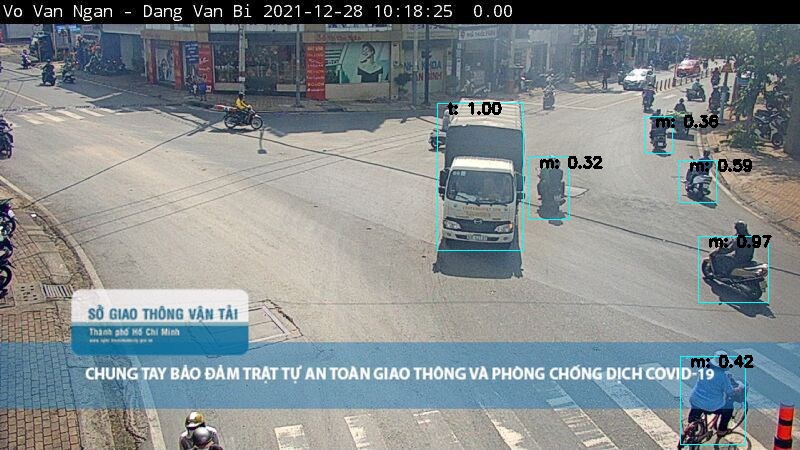 Vo Van Ngan - Dang Van Bi 2021-12-28 10:18:25 0.00
t: 1.00
m: 0.36
m: 0.32
m: 0.59
m: 0.97
SỞ GIAO THÔNG VẬN TẢI
Thành phố Hồ Chí Minh
m: 0.42
CHUNG TAY BẢO ĐẢM TRẬT TỰ AN TOÀN GIAO THÔNG VÀ PHÒNG CHỐNG DỊCH COVID-19